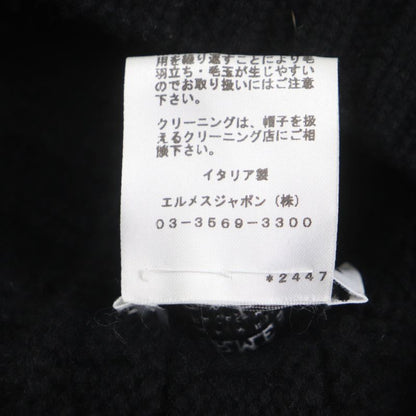 用を繰り返すことにより毛
羽立ち・毛玉が生じやすい
のでお取り扱いにはご注意
下さい。
クリーニングは、帽子を扱
えるクリーニング店にご相
談下さい。
イタリア製
エルメスジャポン（株）
03-3569-3300
*2447